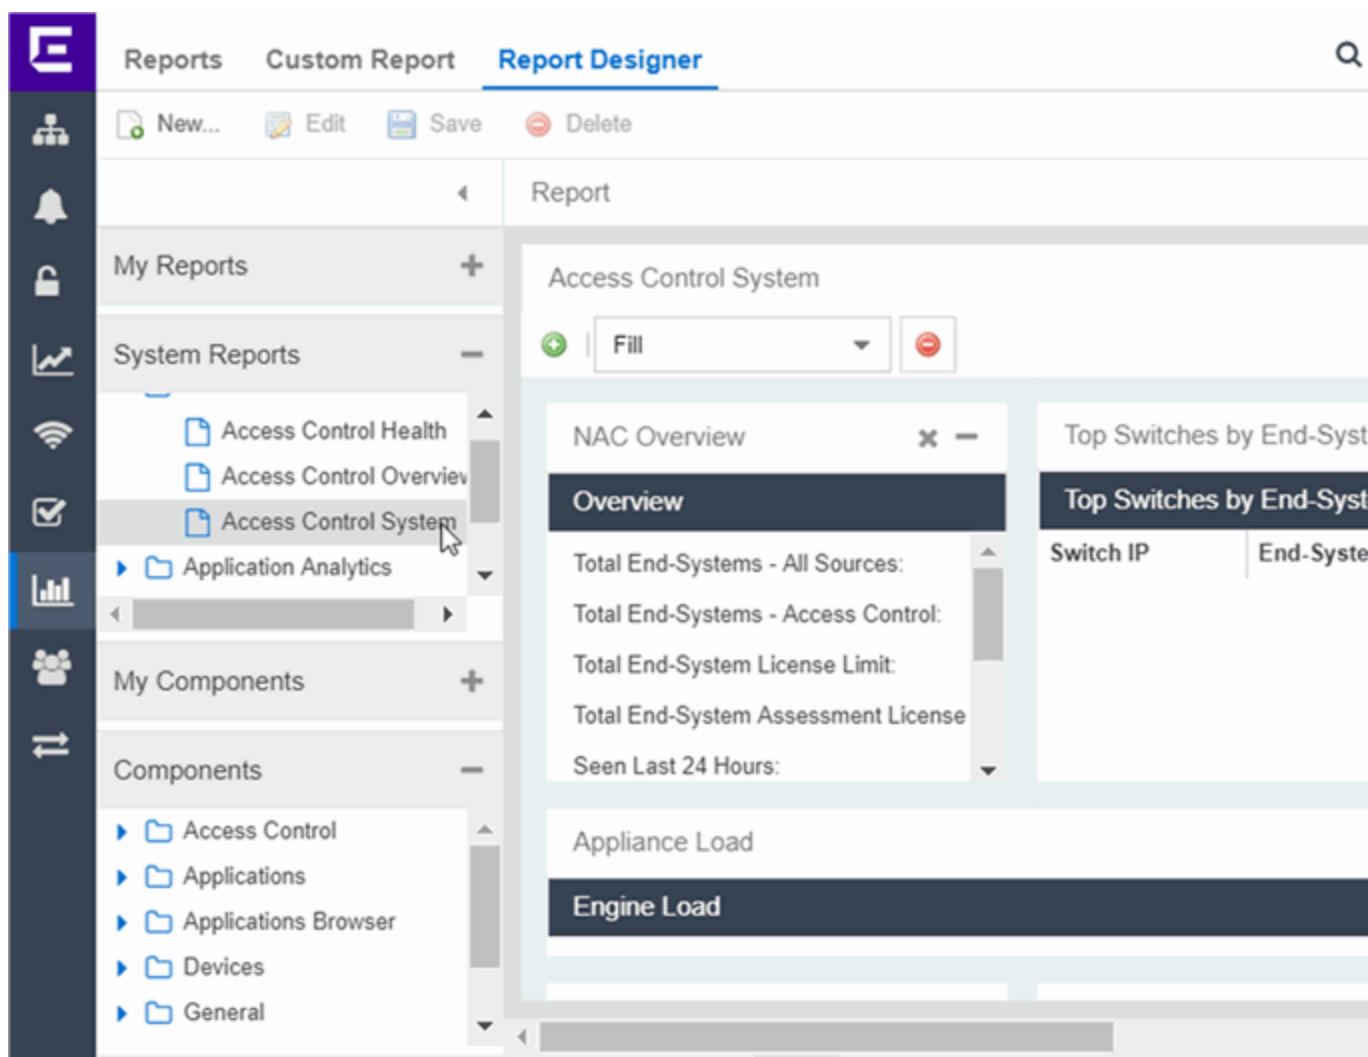 Reports Custom Report Report Designer
New... Edit Save Delete
Report
My Reports
Access Control System
System Reports
Fill
Access Control Health
Access Control Overview
Access Control System
Application Analytics
My Components
Components
Access Control
Applications
Applications Browser
Devices
General
NAC Overview
Overview
Total End-Systems - All Sources:
Total End-Systems - Access Control:
Total End-System License Limit:
Total End-System Assessment License
Seen Last 24 Hours:
Top Switches by End-Syst
Top Switches by End-Syst
Switch IP End-Syste
Appliance Load
Engine Load